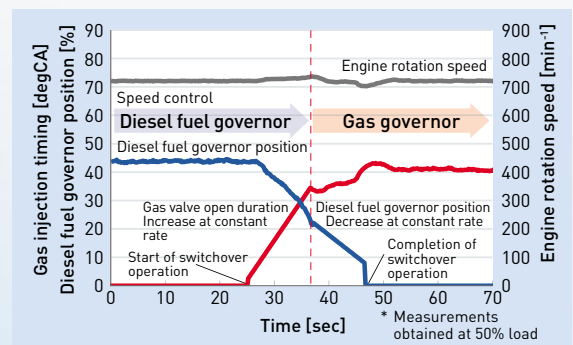 Gas injection timing [degCA]
Diesel fuel governor position [%]
90
80
70
60
50
40
30
20
10
0
900
800
700
600
500
400
300
200
100
0
Engine rotation speed [min⁻¹]
Engine rotation speed
Speed control
Diesel fuel governor
Gas governor
Diesel fuel governor position
Gas valve open duration
Increase at constant
rate
Diesel fuel governor position
Decrease at constant rate
Start of switchover
operation
Completion of
switchover
operation
0 10 20 30 40 50 60 70
Time [sec]
* Measurements
obtained at 50% load